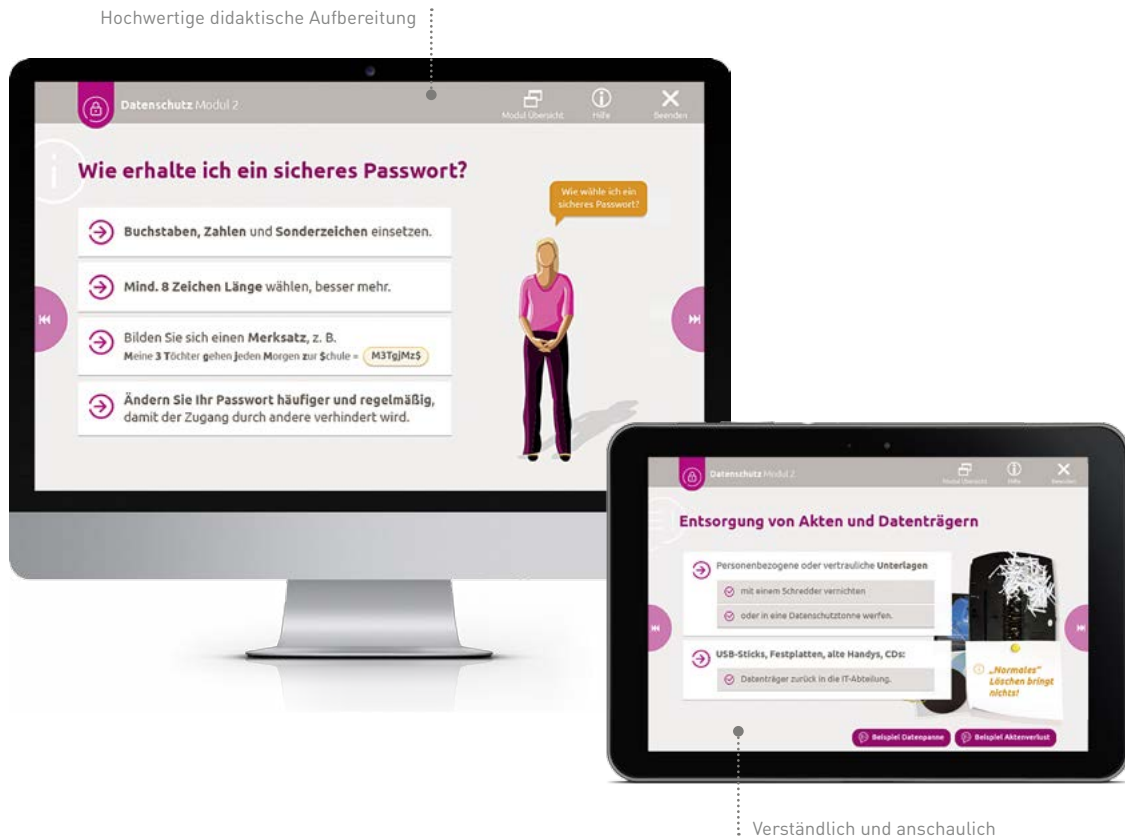 Hochwertige didaktische Aufbereitung
Datenschutz Modul 2
Modul Übersicht
Hilfe
Beenden
Wie erhalte ich ein sicheres Passwort?
Wie wähle ich ein
sicheres Passwort?
Buchstaben, Zahlen und Sonderzeichen einsetzen.
Mind. 8 Zeichen Länge wählen, besser mehr.
Bilden Sie sich einen Merksatz, z. B.
Meine 3 Töchter gehen jeden Morgen zur $chule = M3TgjMz$
Ändern Sie Ihr Passwort häufiger und regelmäßig,
damit der Zugang durch andere verhindert wird.
Datenschutz Modul 2
Modul Übersicht
Hilfe
Beenden
Entsorgung von Akten und Datenträgern
Personenbezogene oder vertrauliche Unterlagen
mit einem Schredder vernichten
oder in eine Datenschutztonne werfen.
USB-Sticks, Festplatten, alte Handys, CDs:
Datenträger zurück in die IT-Abteilung.
„Normales"
Löschen bringt
nichts!
Beispiel Datenpanne
Beispiel Aktenverlust
Verständlich und anschaulich